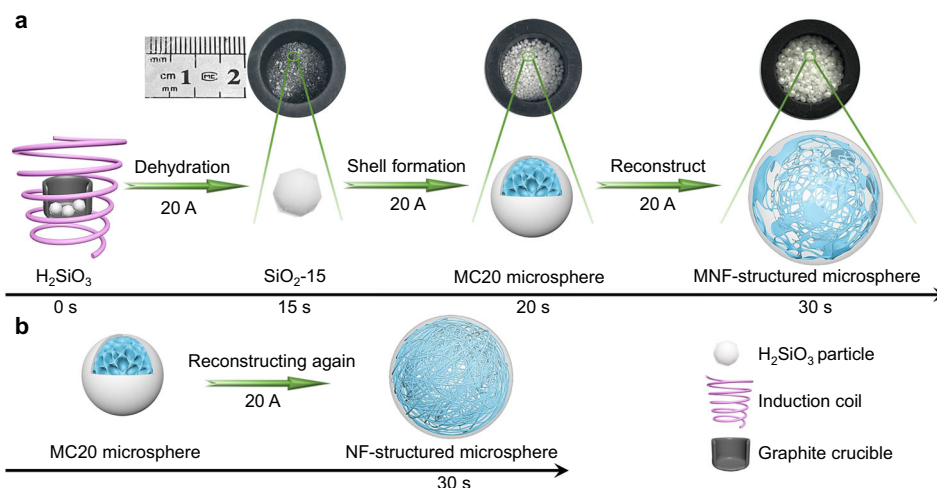 a
mm
cm 1 2
mm
Dehydration
20 A
Shell formation
20 A
Reconstruct
20 A
H₂SiO₃
SiO₂-15
MC20 microsphere
MNF-structured microsphere
0 s
15 s
20 s
30 s
b
Reconstructing again
20 A
MC20 microsphere
NF-structured microsphere
30 s
H₂SiO₃ particle
Induction coil
Graphite crucible